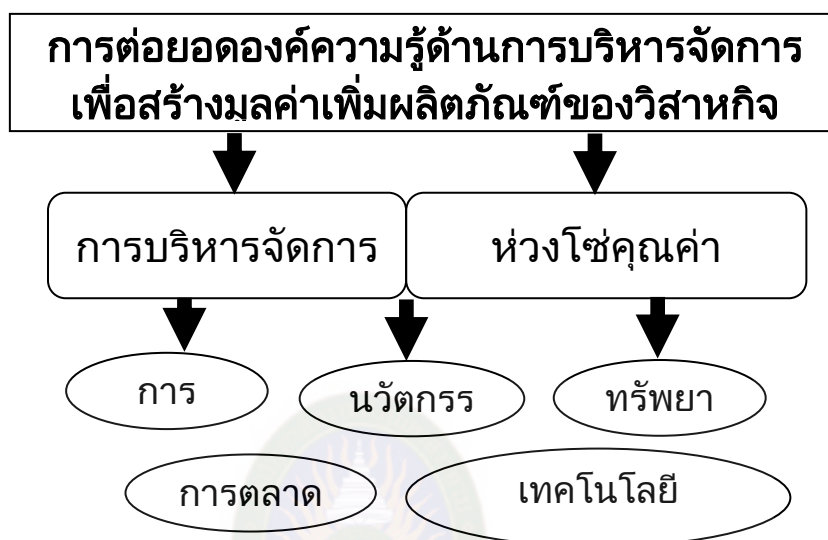 การต่อยอดองค์ความรู้ด้านการบริหารจัดการ
เพื่อสร้างมูลค่าเพิ่มผลิตภัณฑ์ของวิสาหกิจ
การบริหารจัดการ
ห่วงโซ่คุณค่า
การ
นวัตกรร
ทรัพยา
การตลาด
เทคโนโลยี